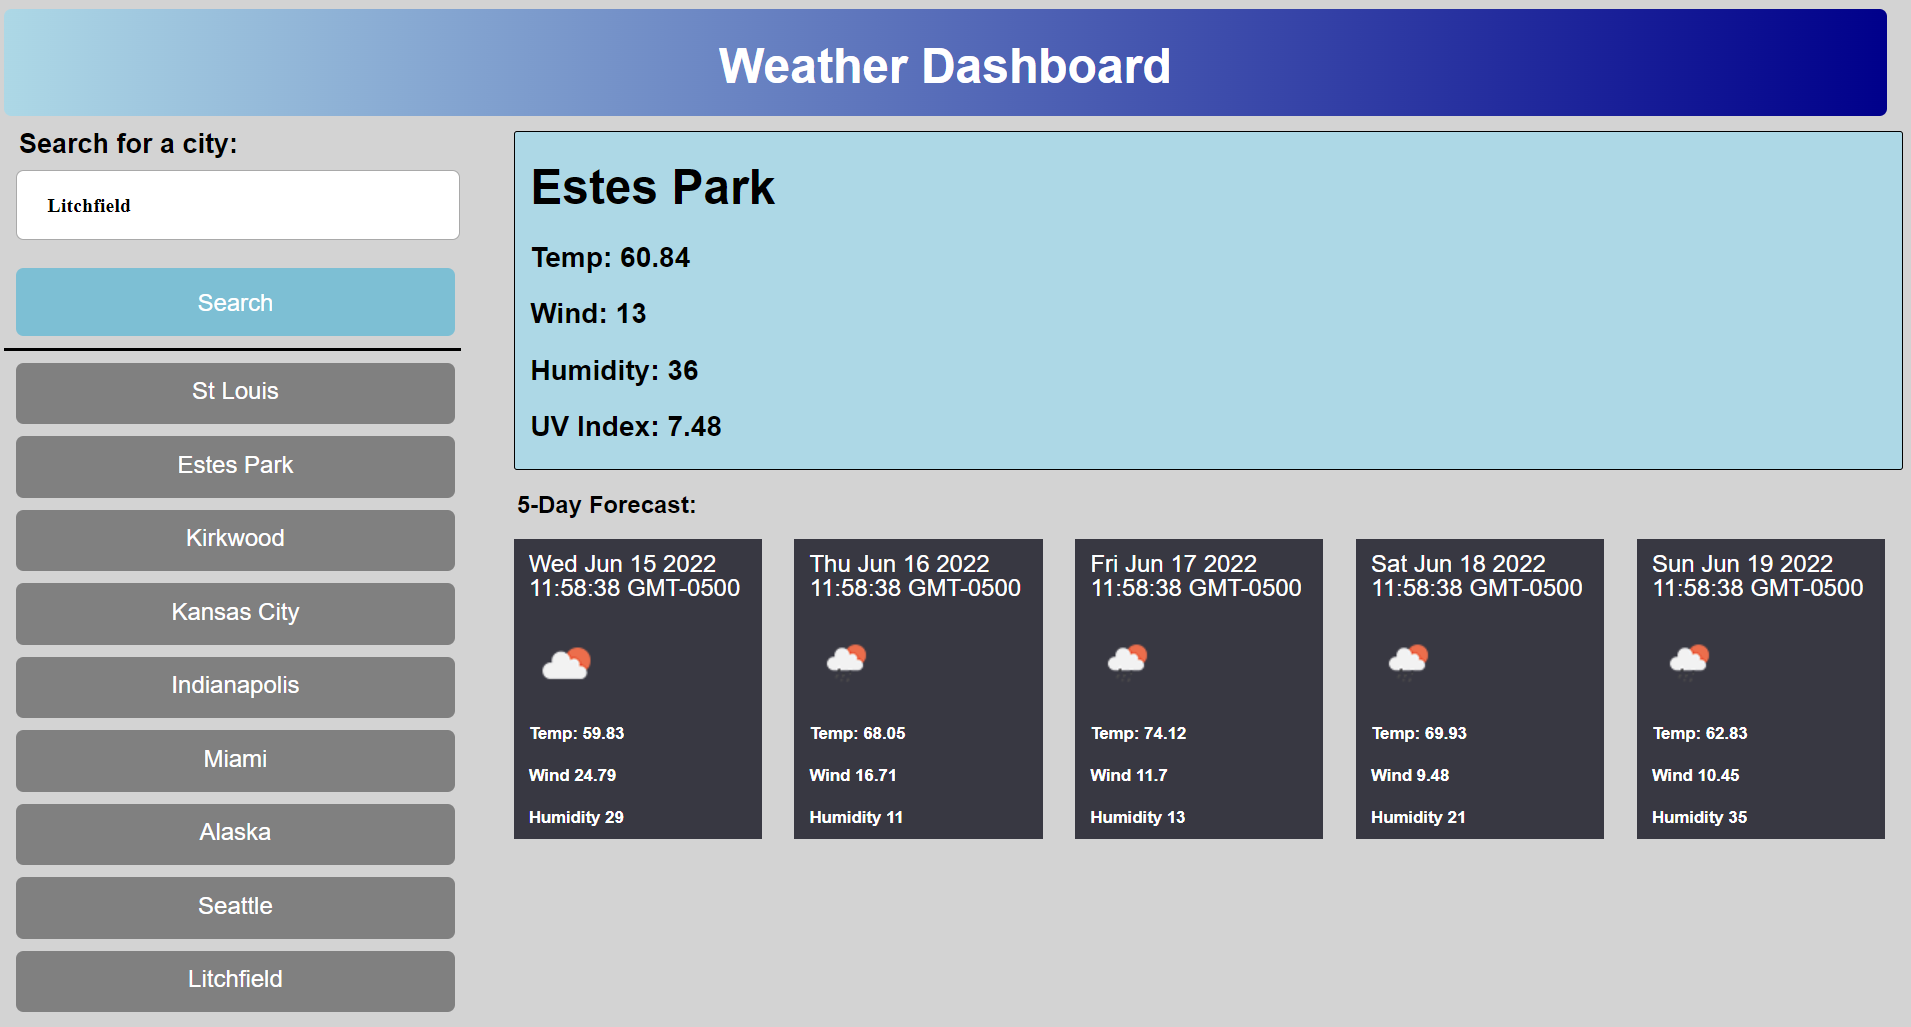 Weather Dashboard
Search for a city:
Litchfield
Search
St Louis
Estes Park
Kirkwood
Kansas City
Indianapolis
Miami
Alaska
Seattle
Litchfield
Estes Park
Temp: 60.84
Wind: 13
Humidity: 36
UV Index: 7.48
5-Day Forecast:
Wed Jun 15 2022
11:58:38 GMT-0500
Temp: 59.83
Wind 24.79
Humidity 29
Thu Jun 16 2022
11:58:38 GMT-0500
Temp: 68.05
Wind 16.71
Humidity 11
Fri Jun 17 2022
11:58:38 GMT-0500
Temp: 74.12
Wind 11.7
Humidity 13
Sat Jun 18 2022
11:58:38 GMT-0500
Temp: 69.93
Wind 9.48
Humidity 21
Sun Jun 19 2022
11:58:38 GMT-0500
Temp: 62.83
Wind 10.45
Humidity 35